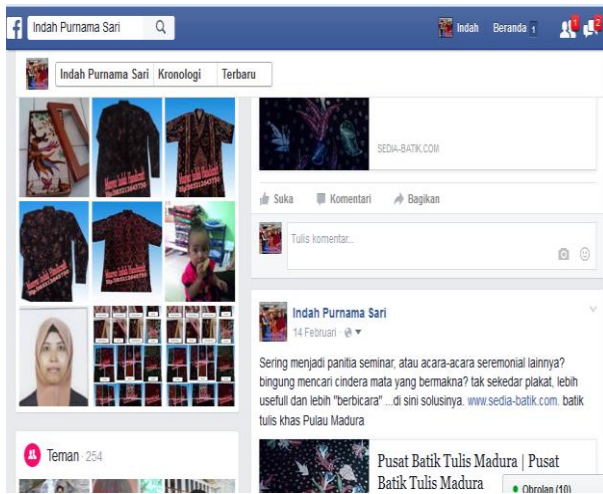 f Indah Purnama Sari
Indah Beranda 1 1 2
Indah Purnama Sari Kronologi Terbaru
SEDIA-BATIK.COM
Suka Komentari Bagikan
Tulis komentar...
Indah Purnama Sari
14 Februari ·
Sering menjadi panitia seminar, atau acara-acara seremonial lainnya?
bingung mencari cindera mata yang bermakna? tak sekedar plakat, lebih
usefull dan lebih "berbicara" ...di sini solusinya. www.sedia-batik.com. batik
tulis khas Pulau Madura
Teman · 254
Pusat Batik Tulis Madura | Pusat
Batik Tulis Madura
Obrolan (10)